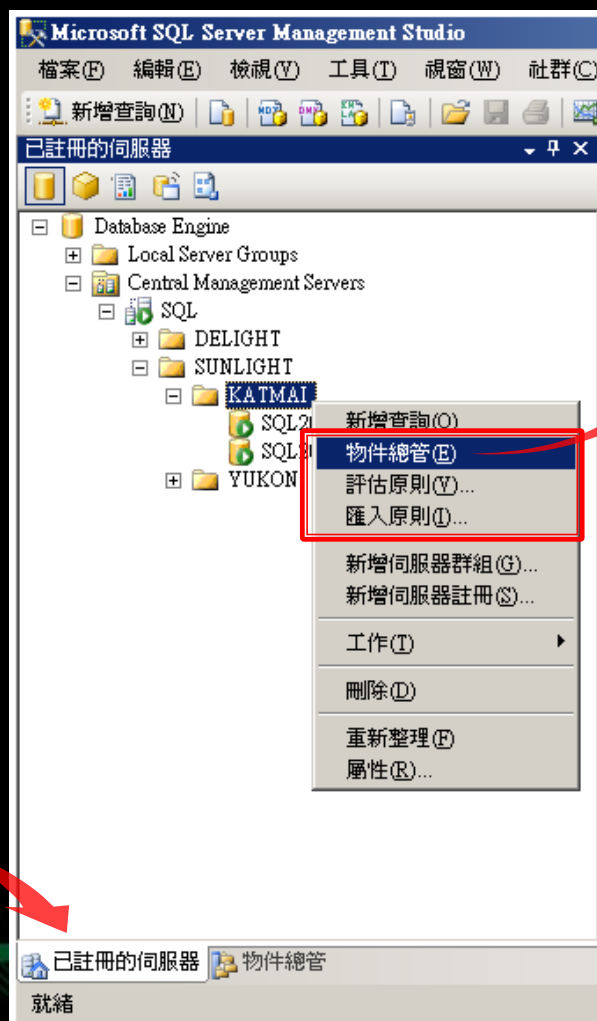 Microsoft SQL Server Management Studio
檔案(F) 編輯(E) 檢視(V) 工具(T) 視窗(W) 社群(C)
新增查詢(N)
已註冊的伺服器
Database Engine
Local Server Groups
Central Management Servers
SQL
DELIGHT
SUNLIGHT
KATMAI
SQL2
SQL2
YUKON
新增查詢(Q)
物件總管(E)
評估原則(V)...
匯入原則(I)...
新增伺服器群組(G)...
新增伺服器註冊(S)...
工作(T)
刪除(D)
重新整理(F)
屬性(R)...
已註冊的伺服器 物件總管
就緒